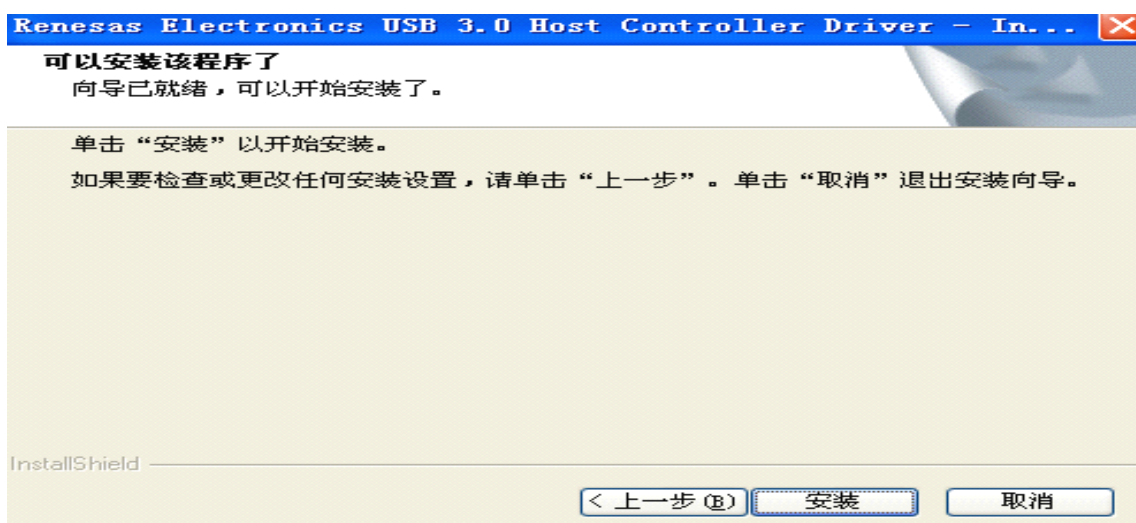 Renesas Electronics USB 3.0 Host Controller Driver - In...
可以安装该程序了
向导已就绪，可以开始安装了。
单击“安装”以开始安装。
如果要检查或更改任何安装设置，请单击“上一步”。单击“取消”退出安装向导。
InstallShield
< 上一步(B) 安装 取消